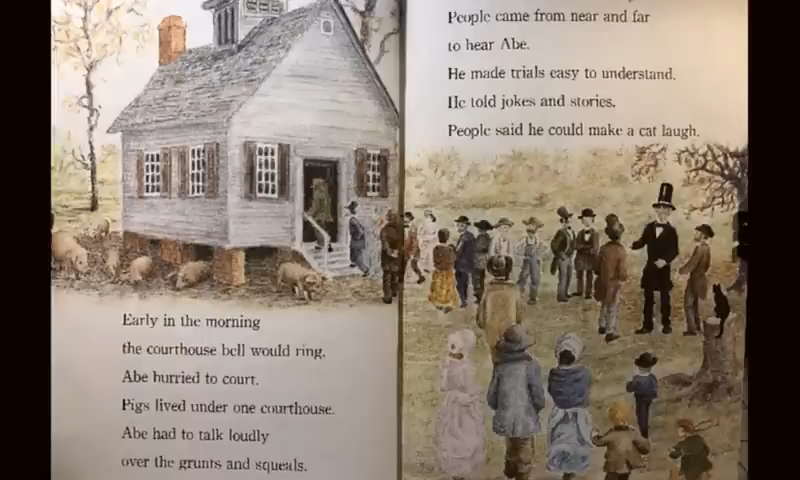 Early in the morning
the courthouse bell would ring.
Abe hurried to court.
Pigs lived under one courthouse.
Abe had to talk loudly
over the grunts and squeals.
People came from near and far
to hear Abe.
He made trials easy to understand.
He told jokes and stories.
People said he could make a cat laugh.